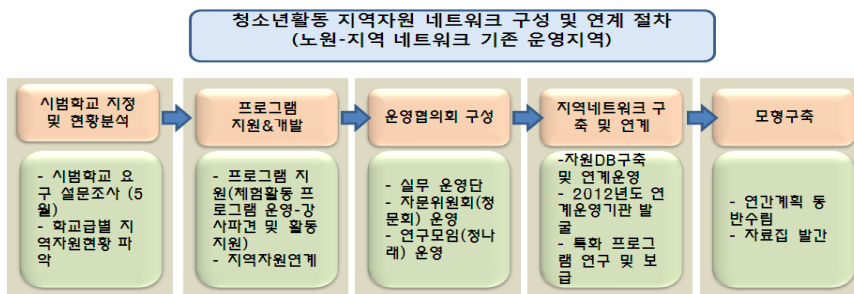 청소년활동 지역자원 네트워크 구성 및 연계 절차
(노원-지역 네트워크 기존 운영지역)
시범학교 지정
및 현황분석
- 시범학교 요
구 설문조사 (5
월)
- 학교급별 지
역자원현황 파
악
프로그램
지원&개발
- 프로그램 지
원(체험활동 프
로그램 운영-강
사파견 및 활동
지원)
- 지역자원연계
운영협의회 구성
- 실무 운영단
- 자문위원회(청
문회) 운영
- 연구모임(청나
래) 운영
지역네트워크 구
축 및 연계
-자원DB구축
및 연계운영
- 2012년도 연
계운영기관 발
굴
- 특화 프로그
램 연구 및 보
급
모형구축
- 연간계획 동
반수립
- 자료집 발간